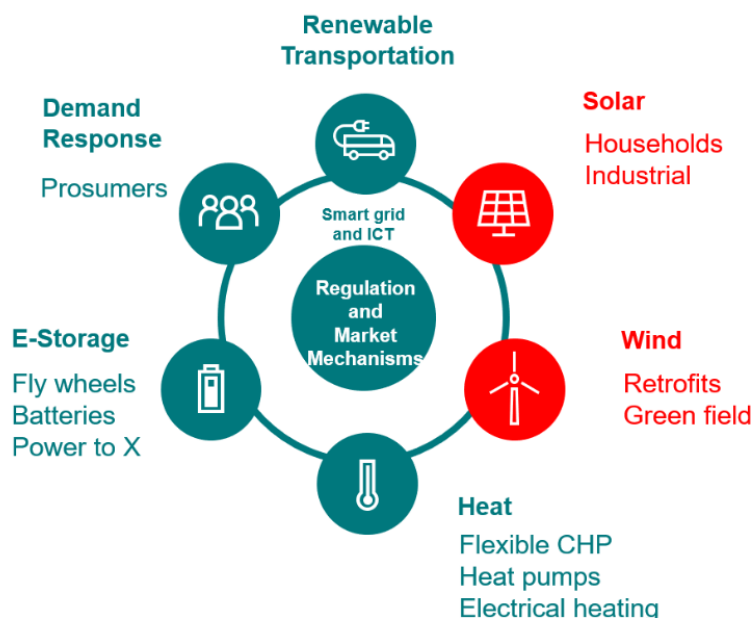 Renewable
Transportation
Demand
Response
Prosumers
Solar
Households
Industrial
Smart grid
and ICT
Regulation
and
Market
Mechanisms
E-Storage
Fly wheels
Batteries
Power to X
Wind
Retrofits
Green field
Heat
Flexible CHP
Heat pumps
Electrical heating